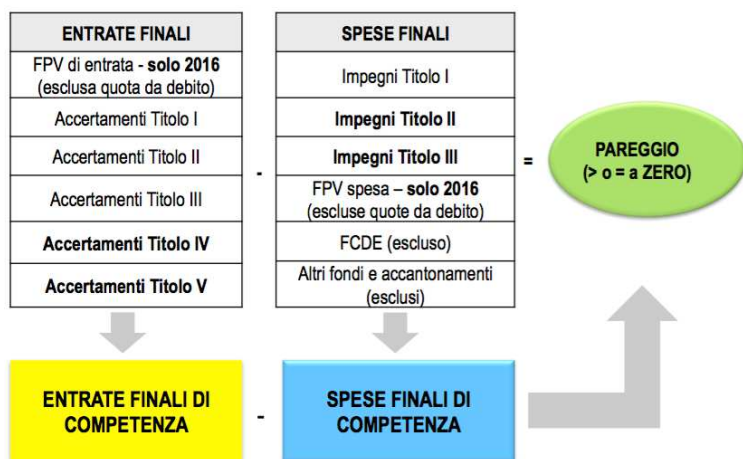 ENTRATE FINALI
FPV di entrata - solo 2016
(esclusa quota da debito)
Accertamenti Titolo I
Accertamenti Titolo II
Accertamenti Titolo III
Accertamenti Titolo IV
Accertamenti Titolo V
-
SPESE FINALI
Impegni Titolo I
Impegni Titolo II
Impegni Titolo III
FPV spesa – solo 2016
(escluse quote da debito)
FCDE (escluso)
Altri fondi e accantonamenti
(esclusi)
=
PAREGGIO
(> o = a ZERO)
ENTRATE FINALI DI
COMPETENZA
-
SPESE FINALI DI
COMPETENZA